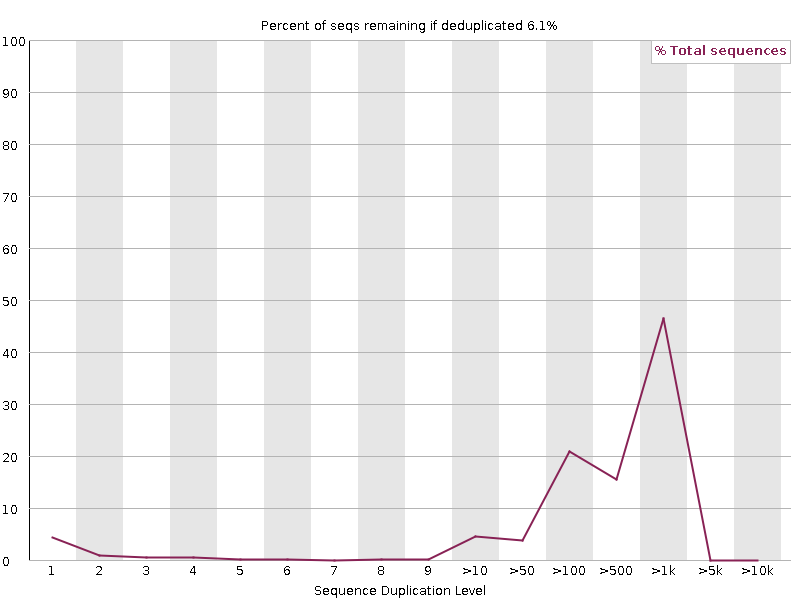 Percent of seqs remaining if deduplicated 6.1%
% Total sequences
100
90
80
70
60
50
40
30
20
10
0
1 2 3 4 5 6 7 8 9 >10 >50 >100 >500 >1k >5k >10k
Sequence Duplication Level